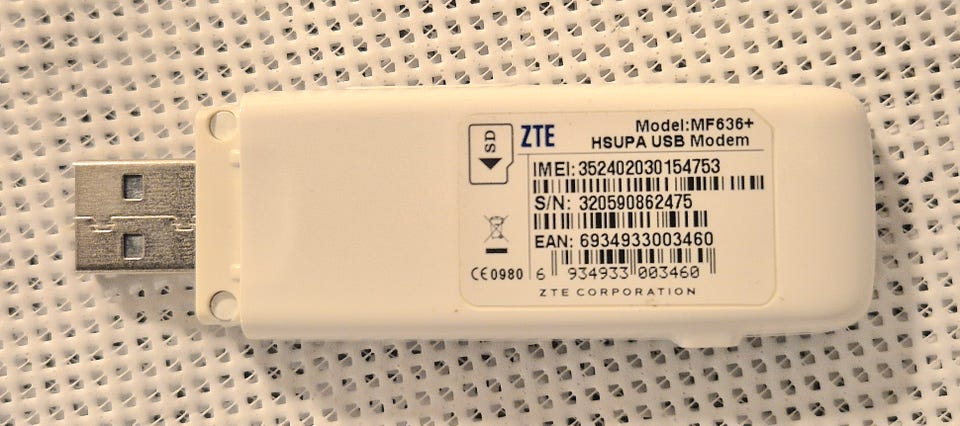 SD
ZTE
Model:MF636+
HSUPA USB Modem
IMEI: 352402030154753
S/N: 320590862475
EAN: 6934933003460
CE0980
6 934933 003460
ZTE CORPORATION